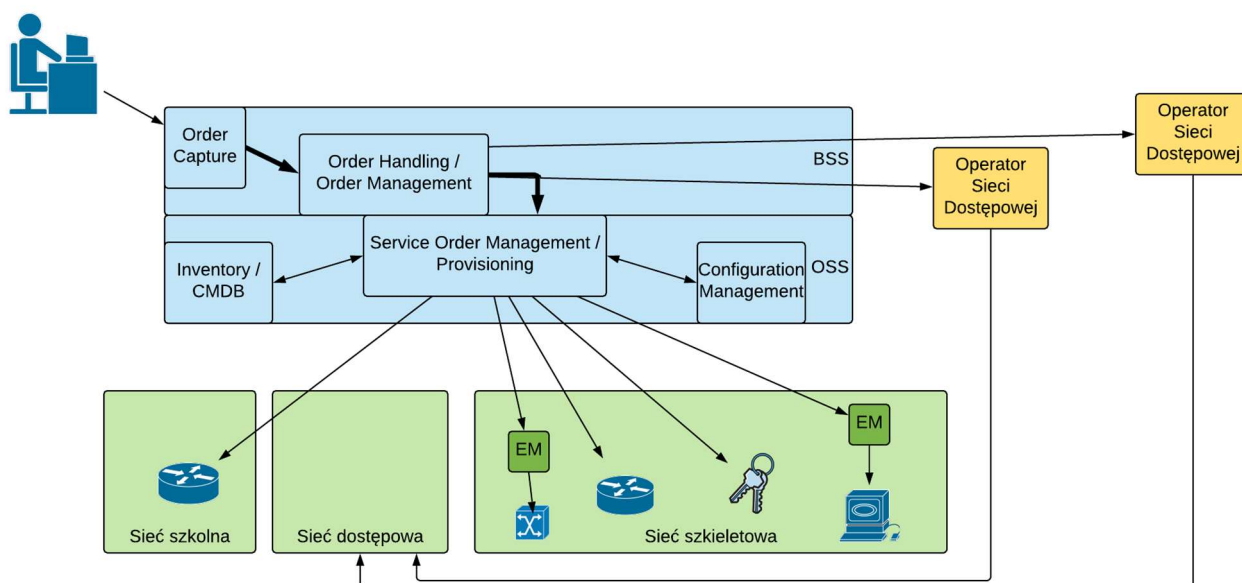 Order
Capture
Order Handling /
Order Management
BSS
Operator
Sieci
Dostępowej
Operator
Sieci
Dostępowej
Inventory /
CMDB
Service Order Management /
Provisioning
Configuration
Management
OSS
EM
EM
Sieć szkolna
Sieć dostępowa
Sieć szkieletowa